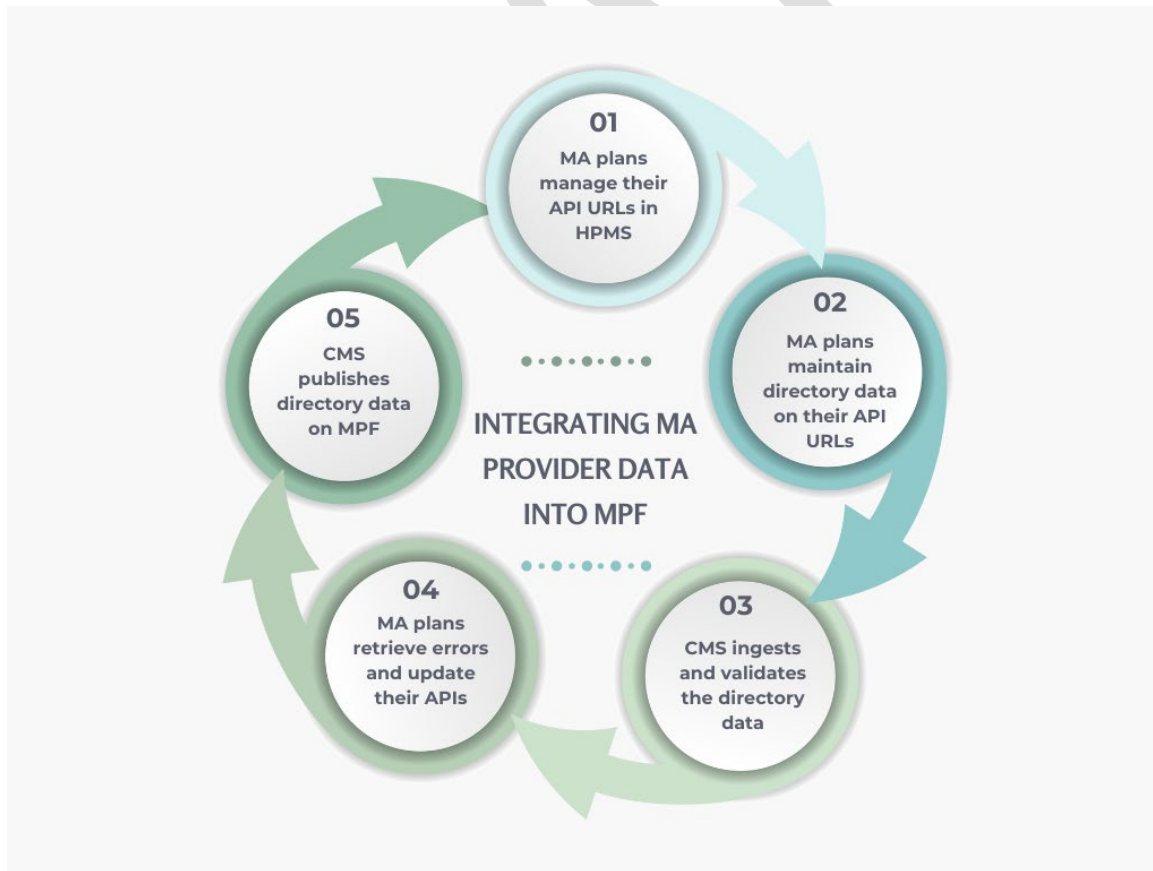 01
MA plans
manage their
API URLs in
HPMS
02
MA plans
maintain
directory data
on their API
URLs
03
CMS ingests
and validates
the directory
data
04
MA plans
retrieve errors
and update
their APIs
05
CMS
publishes
directory data
on MPF
INTEGRATING MA
PROVIDER DATA
INTO MPF